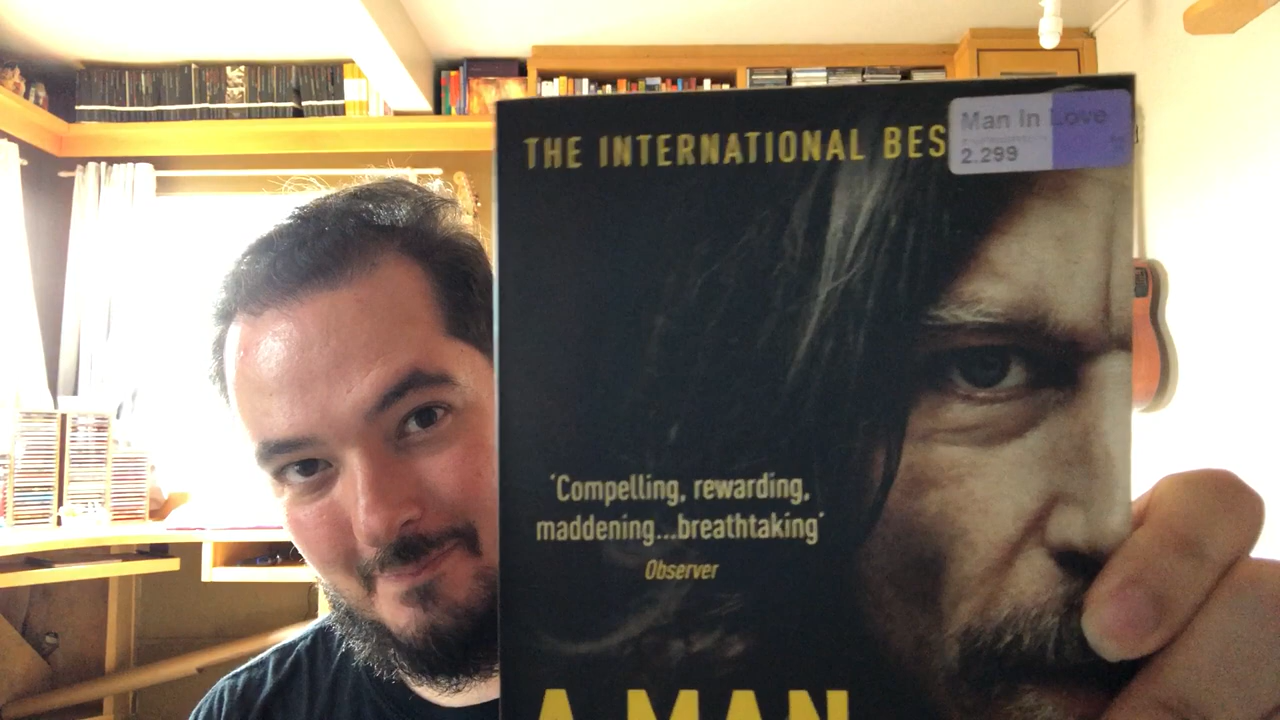 THE INTERNATIONAL BES
Man In Love
2.299
'Compelling, rewarding,
maddening...breathtaking'
Observer
A MAN